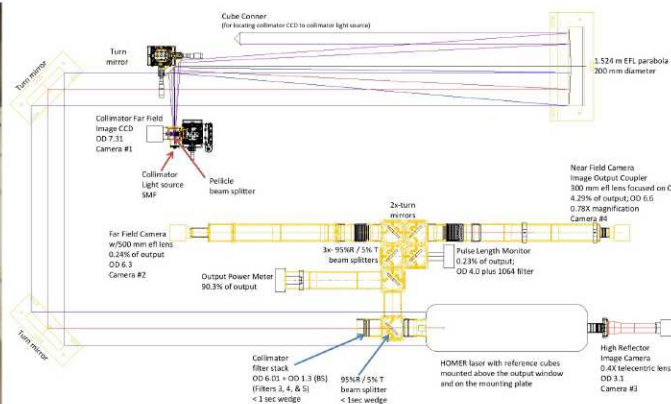 Cube Conner
(for locating collimator CCD to collimator light source)
Turn
mirror
1.524 m EFL parabola
200 mm diameter
Turn mirror
Collimator Far Field
Image CCD
OD 7.31
Camera #1
Collimator
Light source
SMF
Pellicle
beam splitter
Near Field Camera
Image Output Coupler
300 mm efl lens focused on
4.29% of output; OD 6.6
0.78X magnification
Camera #4
2x-turn
mirrors
Far Field Camera
w/500 mm efl lens
0.24% of output
OD 6.3
Camera #2
3x- 95%R / 5% T
beam splitters
Pulse Length Monitor
0.23% of output;
OD 4.0 plus 1064 filter
Output Power Meter
90.3% of output
Turn mirror
Collimator
filter stack
OD 6.01 + OD 1.3 (BS)
(Filters 3, 4, & 5)
< 1 sec wedge
95%R / 5% T
beam splitter
< 1sec wedge
HOMER laser with reference cubes
mounted above the output window
and on the mounting plate
High Reflector
Image Camera
0.4X telecentric lens
OD 3.1
Camera #3